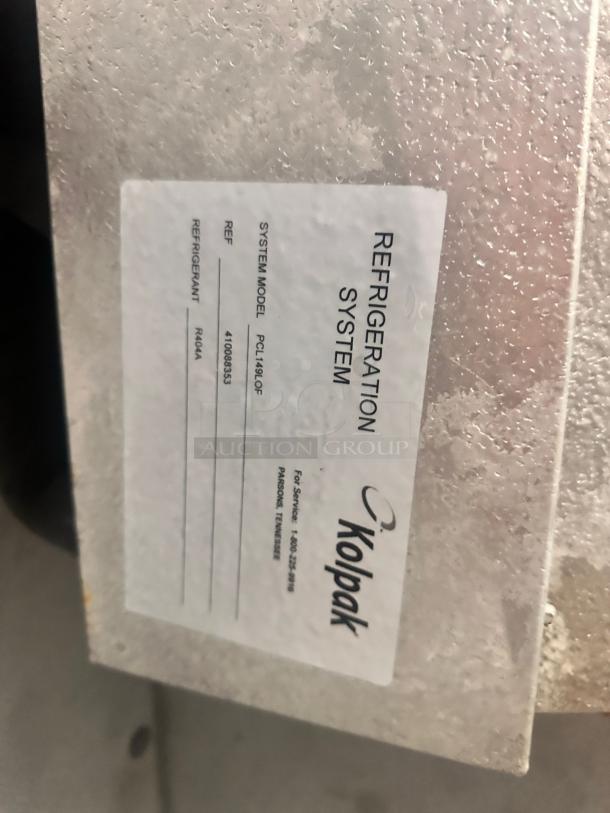 REFRIGERATION
SYSTEM
Kolpak
For Service: 1-800-225-9916
PARSONS, TENNESSEE
SYSTEM MODEL PCL149LOF
REF 410088353
REFRIGERANT R404A
AUCTION GROUP